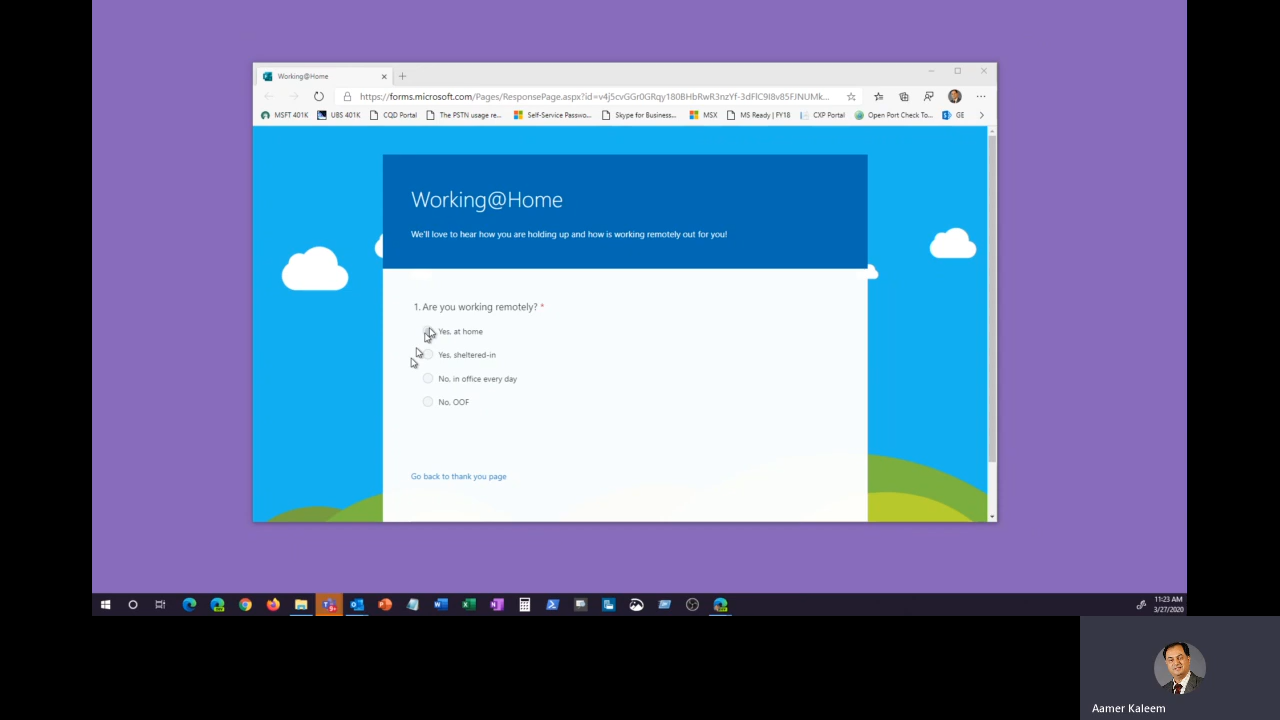 Working@Home
https://forms.microsoft.com/Pages/ResponsePage.aspx?id=v4j5cvGGr0GRqy180BHbRwR3nzYf-3dFlC9I8v85FJNUMk...
MSFT 401K UBS 401K CQD Portal The PSTN usage re... Self-Service Passwo... Skype for Business... MSX MS Ready | FY18 CXP Portal Open Port Check To... GE
Working@Home
We'll love to hear how you are holding up and how is working remotely out for you!
1. Are you working remotely? *
Yes, at home
Yes, sheltered-in
No, in office every day
No, OOF
Go back to thank you page
11:23 AM
3/27/2020
Aamer Kaleem